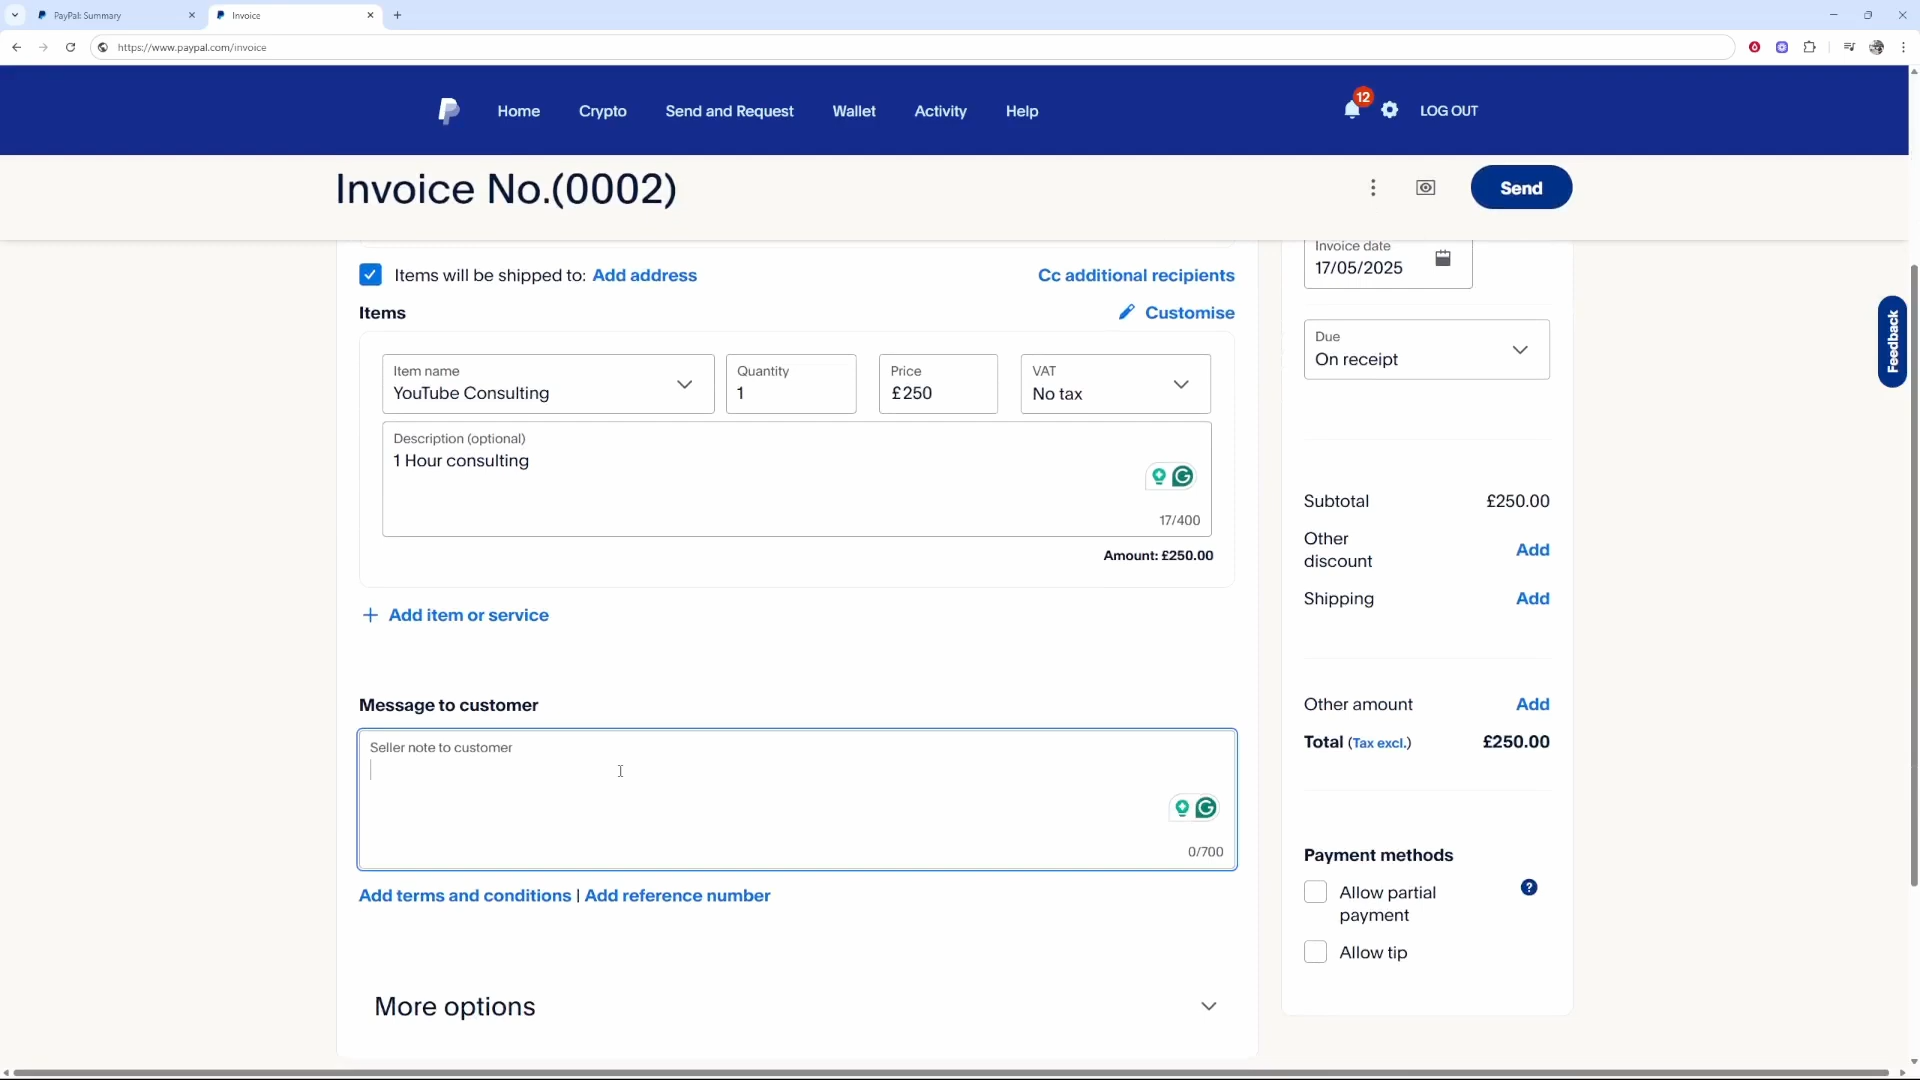 PayPal: Summary
Invoice
https://www.paypal.com/invoice
Home
Crypto
Send and Request
Wallet
Activity
Help
12
LOG OUT
Invoice No.(0002)
Send
Items will be shipped to: Add address
Cc additional recipients
Items
Customise
Item name
YouTube Consulting
Quantity
1
Price
£250
VAT
No tax
Description (optional)
1 Hour consulting
17/400
Amount: £250.00
Add item or service
Message to customer
Seller note to customer
0/700
Add terms and conditions | Add reference number
More options
Invoice date
17/05/2025
Due
On receipt
Subtotal
£250.00
Other
discount
Add
Shipping
Add
Other amount
Add
Total (Tax excl.)
£250.00
Payment methods
Allow partial
payment
?
Allow tip
Feedback